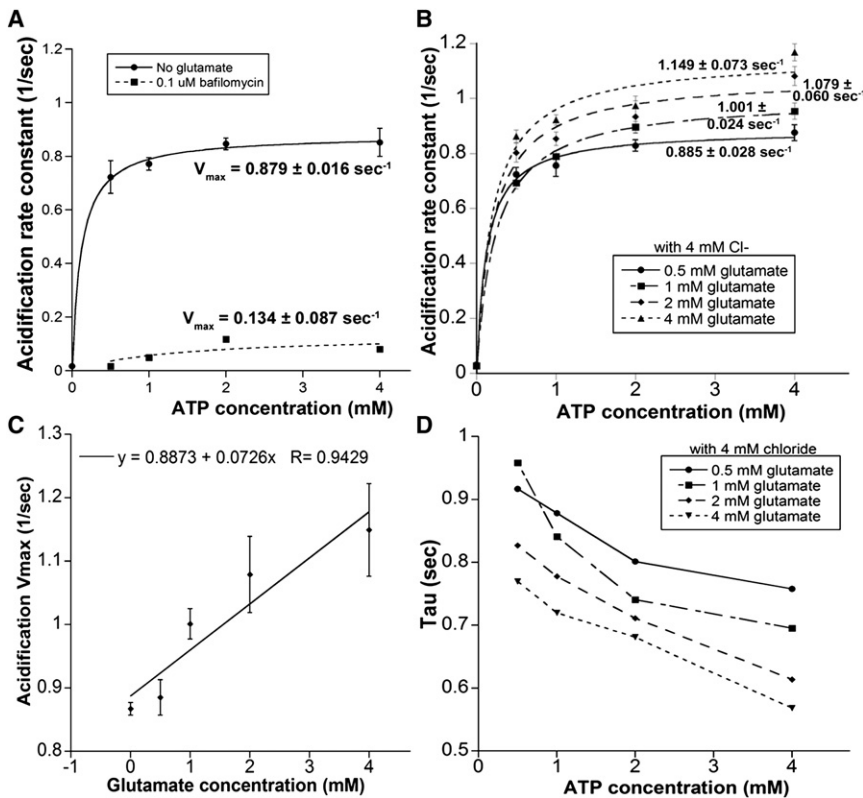 A
Acidification rate constant (1/sec)
1.2
1
0.8
0.6
0.4
0.2
0
No glutamate
0.1 uM bafilomycin
Vmax = 0.879 ± 0.016 sec-1
Vmax = 0.134 ± 0.087 sec-1
0 1 2 3 4
ATP concentration (mM)
B
Acidification rate constant (1/sec)
1.2
1
0.8
0.6
0.4
0.2
0
1.149 ± 0.073 sec-1
1.079 ±
0.060 sec-1
1.001 ±
0.024 sec-1
0.885 ± 0.028 sec-1
with 4 mM Cl-
0.5 mM glutamate
1 mM glutamate
2 mM glutamate
4 mM glutamate
0 1 2 3 4
ATP concentration (mM)
C
Acidification Vmax (1/sec)
1.3
1.2
1.1
1
0.9
0.8
y = 0.8873 + 0.0726x R= 0.9429
-1 0 1 2 3 4
Glutamate concentration (mM)
D
Tau (sec)
1
0.9
0.8
0.7
0.6
0.5
with 4 mM chloride
0.5 mM glutamate
1 mM glutamate
2 mM glutamate
4 mM glutamate
0 1 2 3 4
ATP concentration (mM)